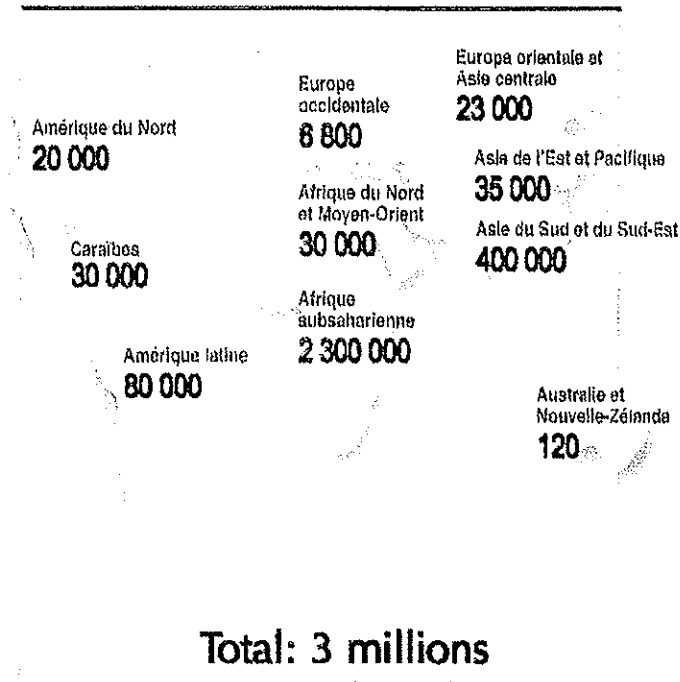 Amérique du Nord
20 000
Caraïbes
30 000
Amérique latine
80 000
Europe
occidentale
6 800
Afrique du Nord
et Moyen-Orient
30 000
Afrique
subsaharienne
2 300 000
Europe orientale et
Asie centrale
23 000
Asie de l'Est et Pacifique
35 000
Asie du Sud et du Sud-Est
400 000
Australie et
Nouvelle-Zélande
120
Total: 3 millions